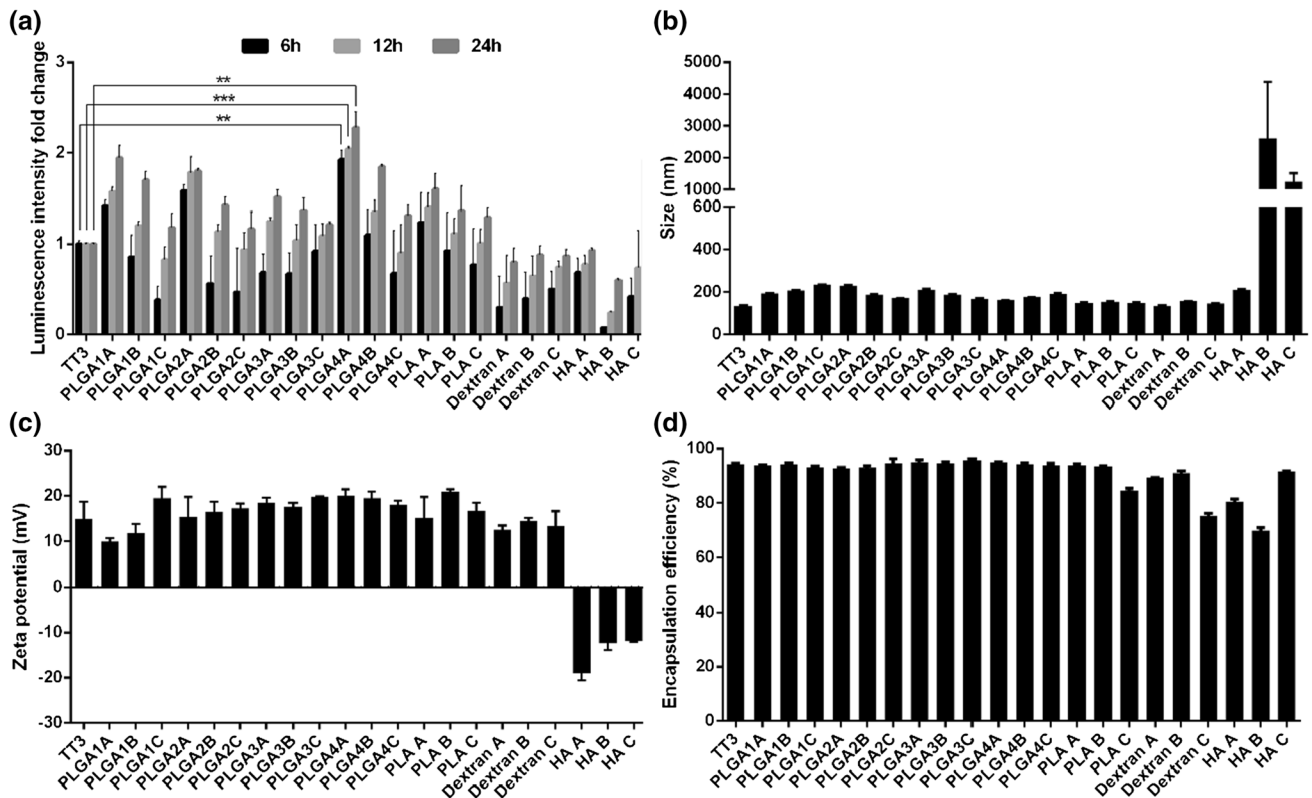 (a)
6h 12h 24h
Luminescence intensity fold change
3
2
1
0
**
***
**
TT3 PLGA1A PLGA1B PLGA1C PLGA2A PLGA2B PLGA2C PLGA3A PLGA3B PLGA3C PLGA4A PLGA4B PLGA4C PLA A PLA B PLA C Dextran A Dextran B Dextran C HA A HA B HA C
(b)
Size (nm)
5000
4000
3000
2000
1000
600
400
200
0
TT3 PLGA1A PLGA1B PLGA1C PLGA2A PLGA2B PLGA2C PLGA3A PLGA3B PLGA3C PLGA4A PLGA4B PLGA4C PLA A PLA B PLA C Dextran A Dextran B Dextran C HA A HA B HA C
(c)
Zeta potential (mV)
30
20
10
0
-10
-20
-30
TT3 PLGA1A PLGA1B PLGA1C PLGA2A PLGA2B PLGA2C PLGA3A PLGA3B PLGA3C PLGA4A PLGA4B PLGA4C PLA A PLA B PLA C Dextran A Dextran B Dextran C HA A HA B HA C
(d)
Encapsulation efficiency (%)
100
80
60
40
20
0
TT3 PLGA1A PLGA1B PLGA1C PLGA2A PLGA2B PLGA2C PLGA3A PLGA3B PLGA3C PLGA4A PLGA4B PLGA4C PLA A PLA B PLA C Dextran A Dextran B Dextran C HA A HA B HA C